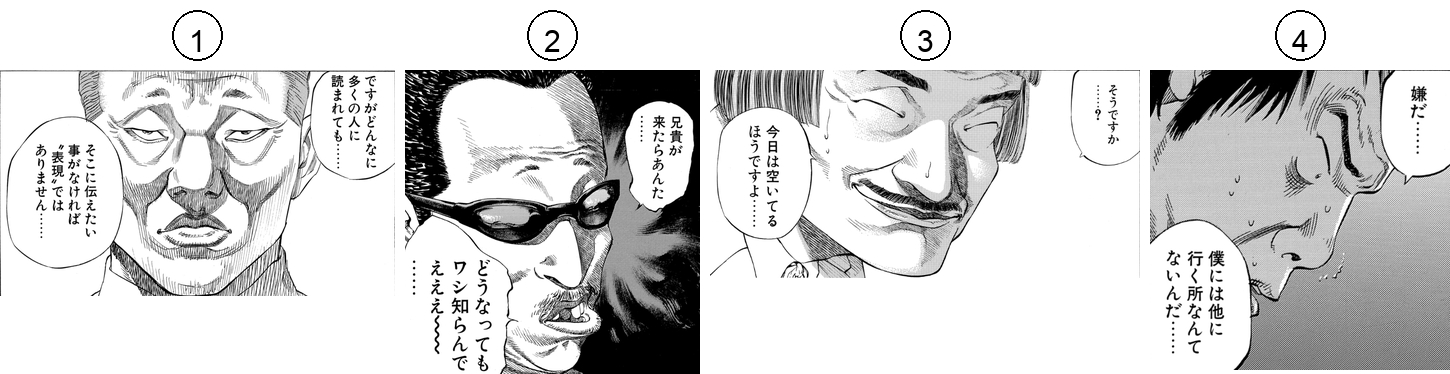 1
ですがどんなに
多くの人に
読まれても……
そこに伝えたい
事がなければ
〝表現〟では
ありません……
2
兄貴が
来たらあんた
……
どうなっても
ワシ知らんで
えええ〜〜〜
……
3
そうですか
……?
今日は空いてる
ほうですよ……
4
嫌だ……
僕には他に
行く所なんて
ないんだ……